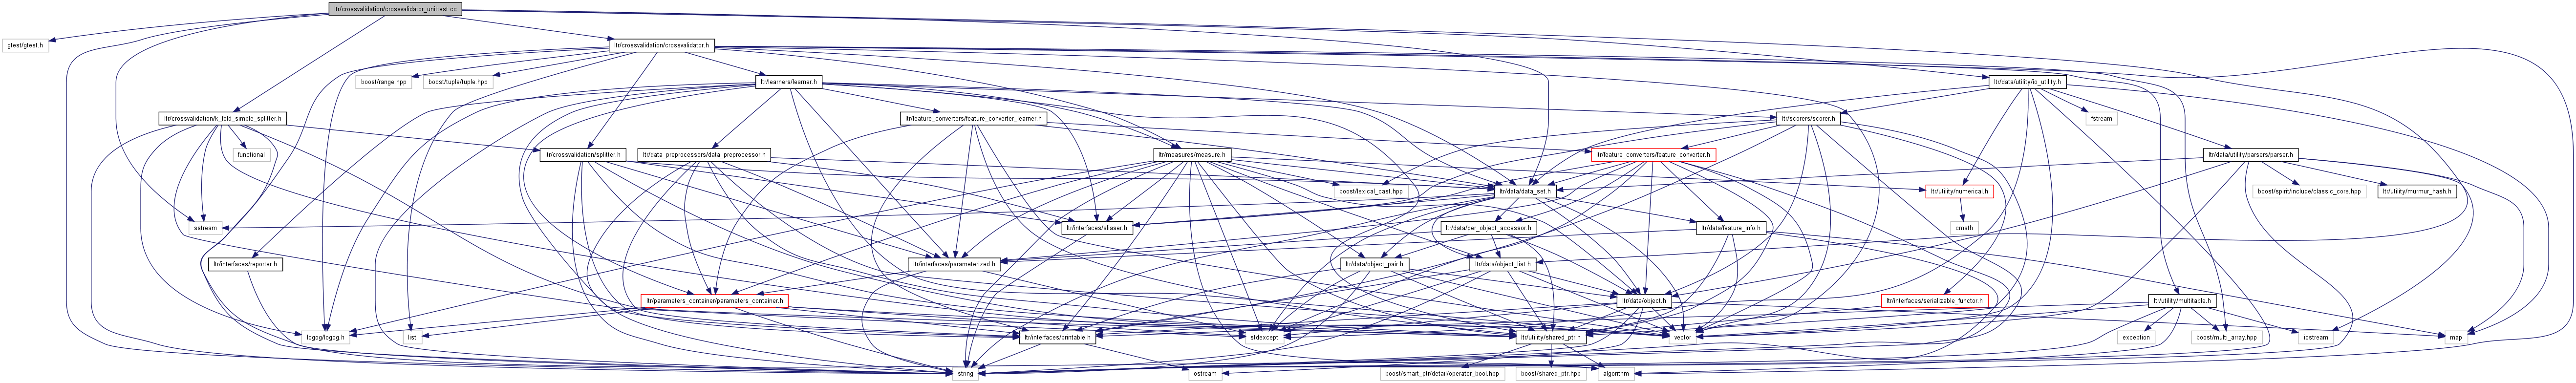 ltr/crossvalidation/crossvalidator_unittest.cc
gtest/gtest.h
ltr/crossvalidation/crossvalidator.h
boost/range.hpp
boost/tuple/tuple.hpp
ltr/learners/learner.h
ltr/data/utility/io_utility.h
ltr/crossvalidation/k_fold_simple_splitter.h
ltr/feature_converters/feature_converter_learner.h
ltr/scorers/scorer.h
fstream
functional
ltr/crossvalidation/splitter.h
ltr/data_preprocessors/data_preprocessor.h
ltr/measures/measure.h
ltr/feature_converters/feature_converter.h
ltr/data/utility/parsers/parser.h
boost/lexical_cast.hpp
ltr/data/data_set.h
ltr/utility/numerical.h
boost/spirit/include/classic_core.hpp
ltr/utility/murmur_hash.h
sstream
ltr/interfaces/aliaser.h
ltr/data/per_object_accessor.h
ltr/data/feature_info.h
cmath
ltr/interfaces/reporter.h
ltr/interfaces/parameterized.h
ltr/data/object_pair.h
ltr/data/object_list.h
ltr/parameters_container/parameters_container.h
ltr/data/object.h
ltr/interfaces/serializable_functor.h
ltr/utility/multitable.h
logog/logog.h
list
ltr/interfaces/printable.h
stdexcept
ltr/utility/shared_ptr.h
vector
exception
boost/multi_array.hpp
iostream
map
string
ostream
boost/smart_ptr/detail/operator_bool.hpp
boost/shared_ptr.hpp
algorithm